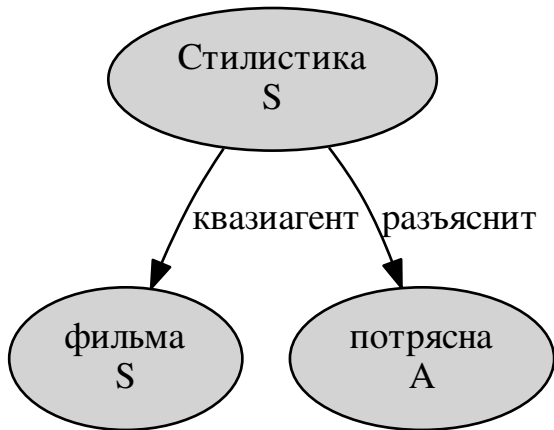 Стилистика
S
квазиагент
разъяснит
фильма
S
потрясна
A